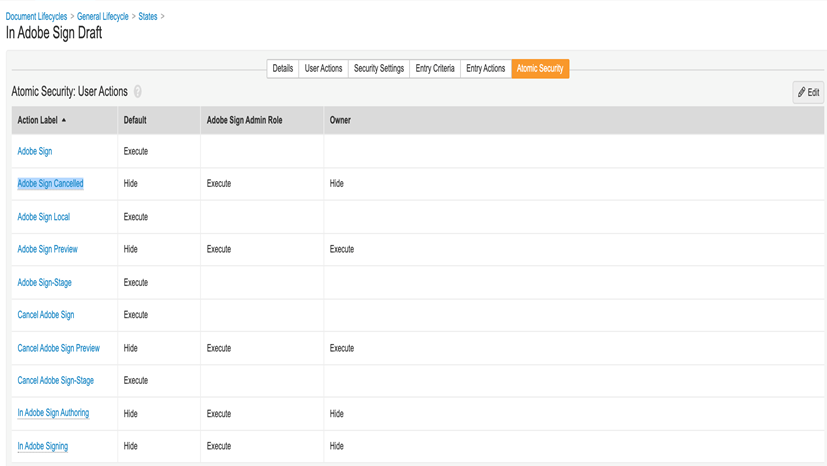 Document Lifecycles > General Lifecycle > States >
In Adobe Sign Draft
Details User Actions Security Settings Entry Criteria Entry Actions Atomic Security
Atomic Security: User Actions ? Edit
Action Label Default Adobe Sign Admin Role Owner
Adobe Sign Execute
Adobe Sign Cancelled Hide Execute Hide
Adobe Sign Local Execute
Adobe Sign Preview Hide Execute Execute
Adobe Sign-Stage Execute
Cancel Adobe Sign Execute
Cancel Adobe Sign Preview Hide Execute Execute
Cancel Adobe Sign-Stage Execute
In Adobe Sign Authoring Hide Execute Hide
In Adobe Signing Hide Execute Hide